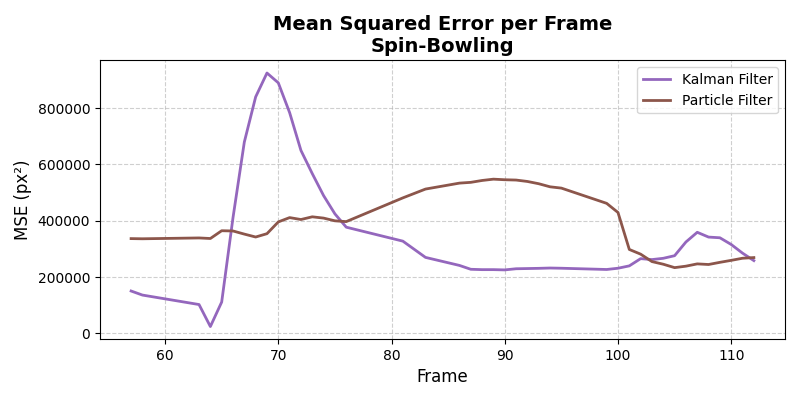 Mean Squared Error per Frame
Spin-Bowling
Kalman Filter
Particle Filter
MSE (px²)
800000
600000
400000
200000
0
60 70 80 90 100 110
Frame